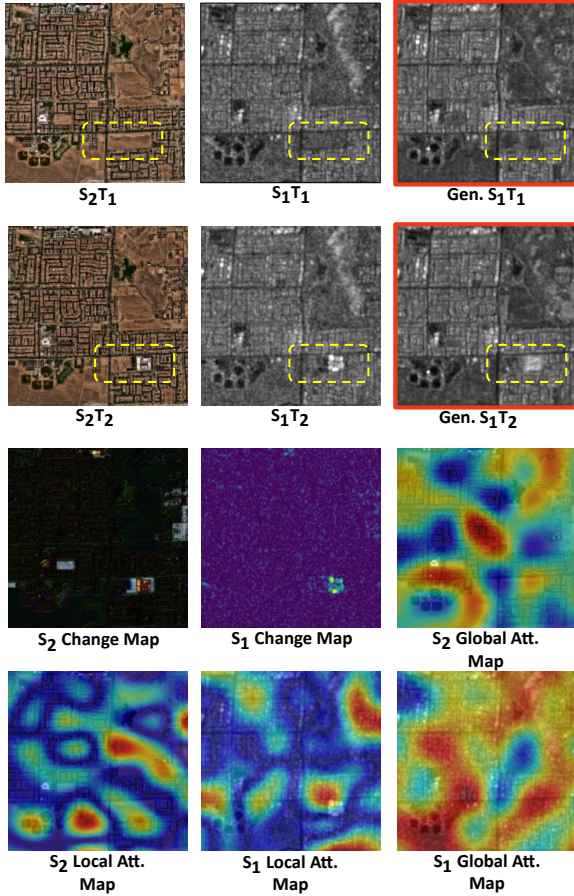 S₂T₁
S₁T₁
Gen. S₁T₁
S₂T₂
S₁T₂
Gen. S₁T₂
S₂ Change Map
S₁ Change Map
S₂ Global Att.
Map
S₂ Local Att.
Map
S₁ Local Att.
Map
S₁ Global Att.
Map